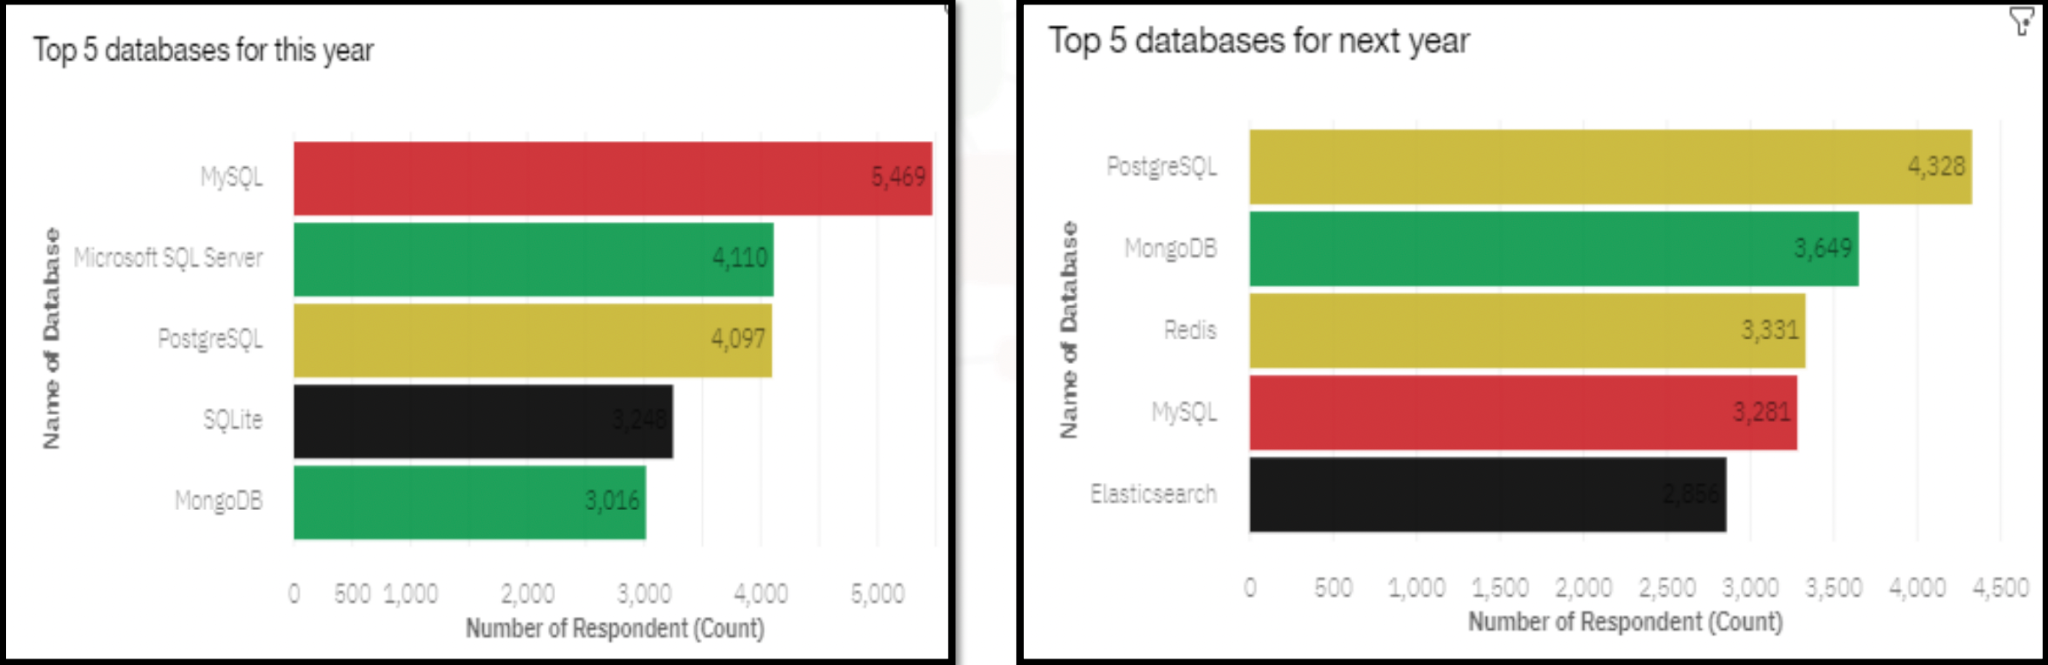 Top 5 databases for this year
Name of Database
MySQL
5,469
Microsoft SQL Server
4,110
PostgreSQL
4,097
SQLite
3,248
MongoDB
3,016
0 500 1,000 2,000 3,000 4,000 5,000
Number of Respondent (Count)
Top 5 databases for next year
Name of Database
PostgreSQL
4,328
MongoDB
3,649
Redis
3,331
MySQL
3,281
Elasticsearch
2,856
0 500 1,000 1,500 2,000 2,500 3,000 3,500 4,000 4,500
Number of Respondent (Count)